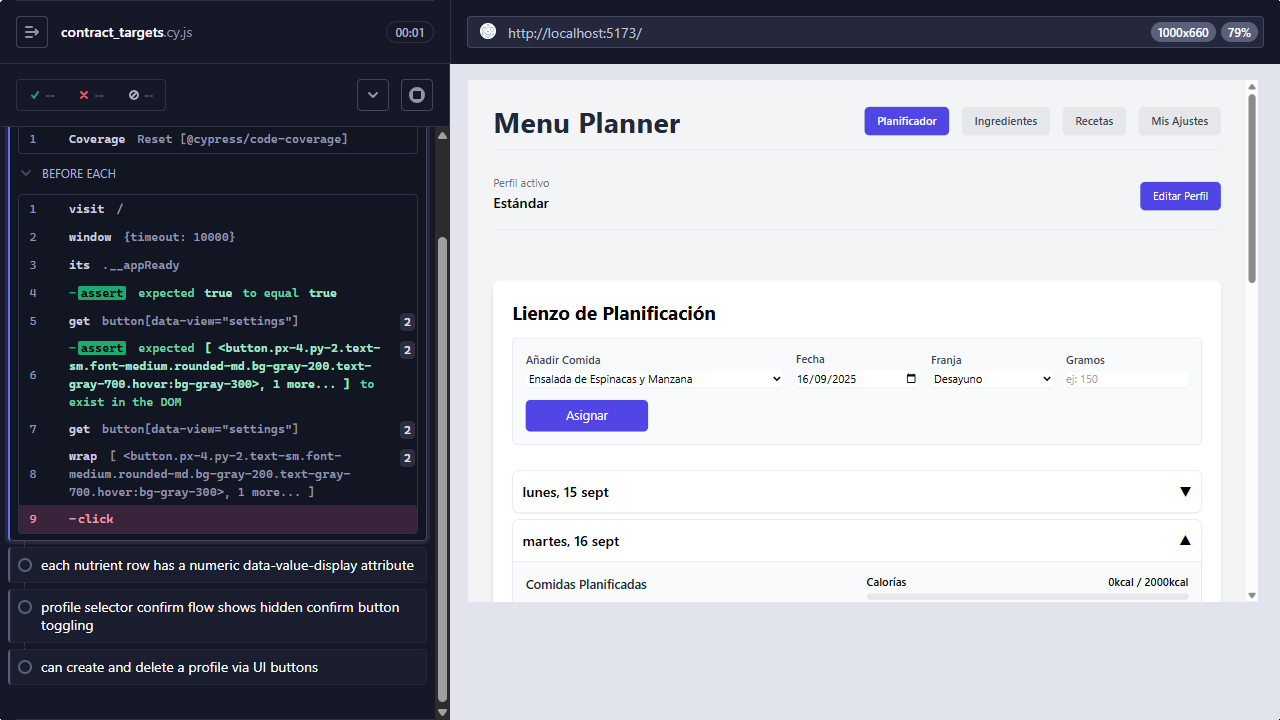 contract_targets.cy.js
00:01
--
--
--
1 Coverage Reset [@cypress/code-coverage]
BEFORE EACH
1 visit /
2 window {timeout: 10000}
3 its .__appReady
4 -assert expected true to equal true
5 get button[data-view="settings"] 2
6 -assert expected [ <button.px-4.py-2.text-
sm.font-medium.rounded-md.bg-gray-200.text-
gray-700.hover:bg-gray-300>, 1 more... ] to
exist in the DOM 2
7 get button[data-view="settings"] 2
8 wrap [ <button.px-4.py-2.text-sm.font-
medium.rounded-md.bg-gray-200.text-gray-
700.hover:bg-gray-300>, 1 more... ] 2
9 -click
each nutrient row has a numeric data-value-display attribute
profile selector confirm flow shows hidden confirm button
toggling
can create and delete a profile via UI buttons
http://localhost:5173/
1000x660
79%
Menu Planner
Planificador
Ingredientes
Recetas
Mis Ajustes
Perfil activo
Estándar
Editar Perfil
Lienzo de Planificación
Añadir Comida
Fecha
Franja
Gramos
Ensalada de Espinacas y Manzana
16/09/2025
Desayuno
ej: 150
Asignar
lunes, 15 sept
▼
martes, 16 sept
▲
Comidas Planificadas
Calorías
0kcal / 2000kcal